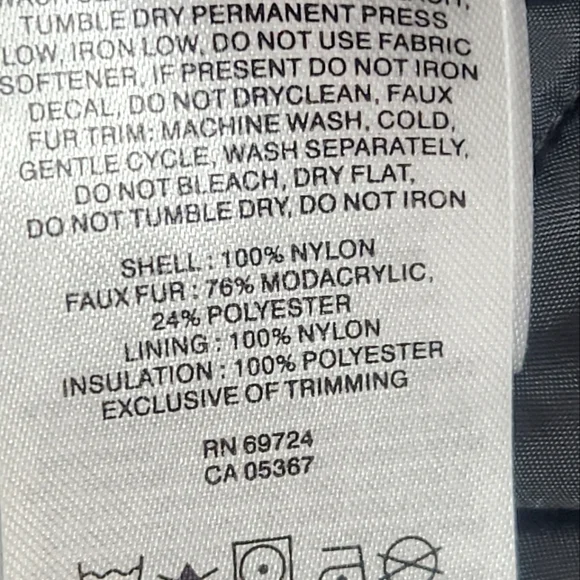 TUMBLE DRY PERMANENT PRESS
LOW, IRON LOW, DO NOT USE FABRIC
SOFTENER, IF PRESENT DO NOT IRON
DECAL, DO NOT DRYCLEAN, FAUX
FUR TRIM: MACHINE WASH, COLD,
GENTLE CYCLE, WASH SEPARATELY,
DO NOT BLEACH, DRY FLAT,
DO NOT TUMBLE DRY, DO NOT IRON
SHELL : 100% NYLON
FAUX FUR : 76% MODACRYLIC,
24% POLYESTER
LINING : 100% NYLON
INSULATION : 100% POLYESTER
EXCLUSIVE OF TRIMMING
RN 69724
CA 05367